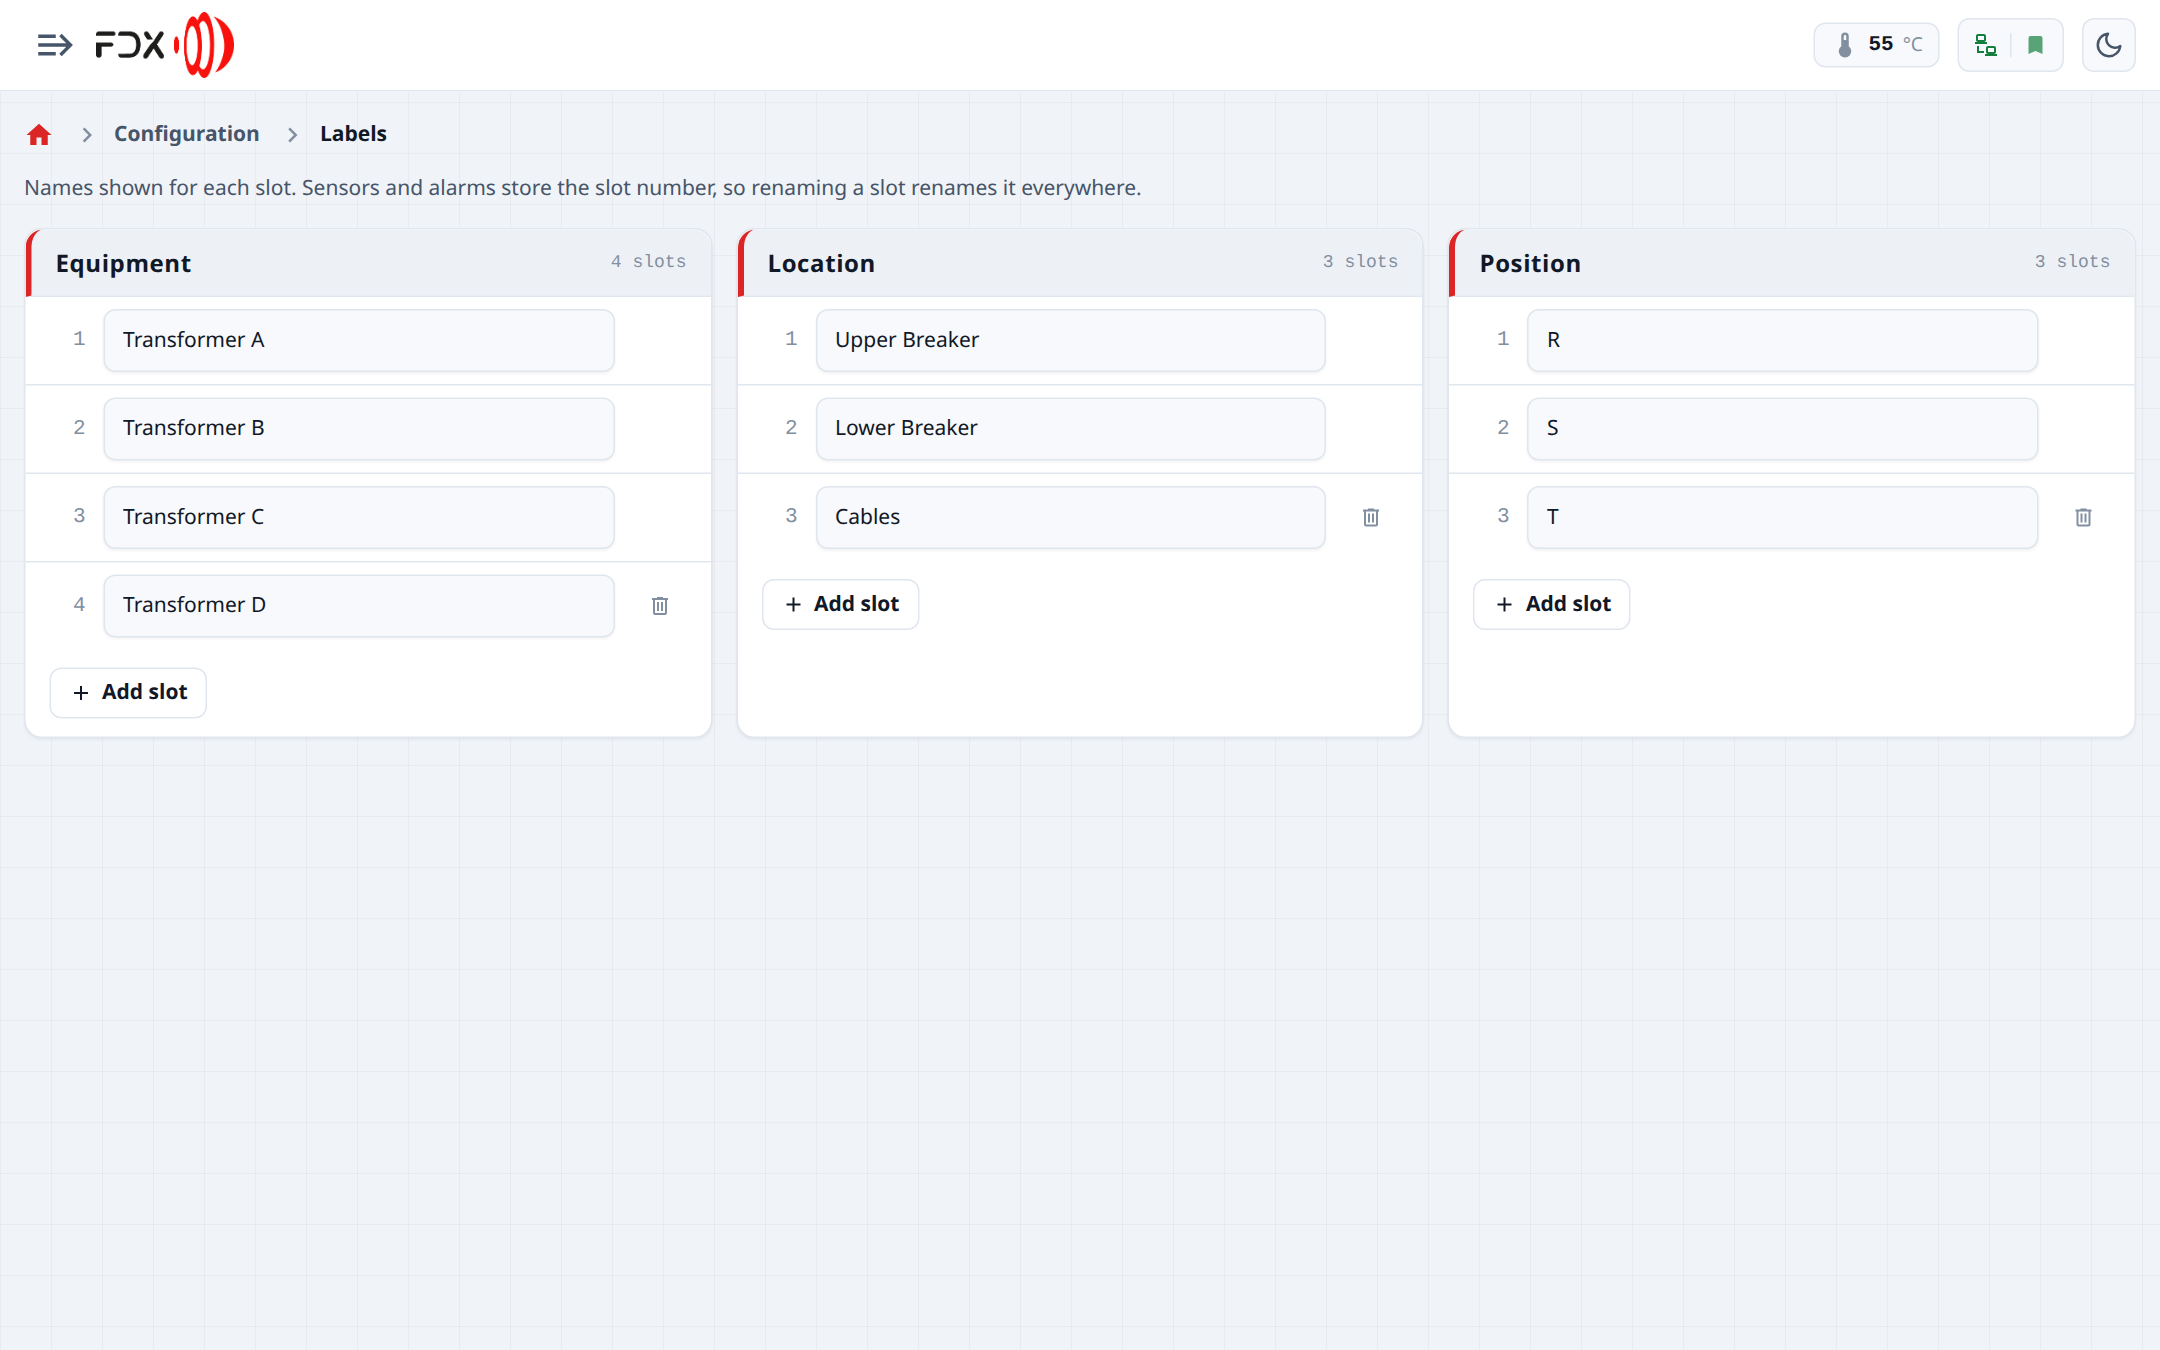 FDX
55 °C
Configuration
Labels
Names shown for each slot. Sensors and alarms store the slot number, so renaming a slot renames it everywhere.
Equipment
4 slots
1 Transformer A
2 Transformer B
3 Transformer C
4 Transformer D
Add slot
Location
3 slots
1 Upper Breaker
2 Lower Breaker
3 Cables
Add slot
Position
3 slots
1 R
2 S
3 T
Add slot